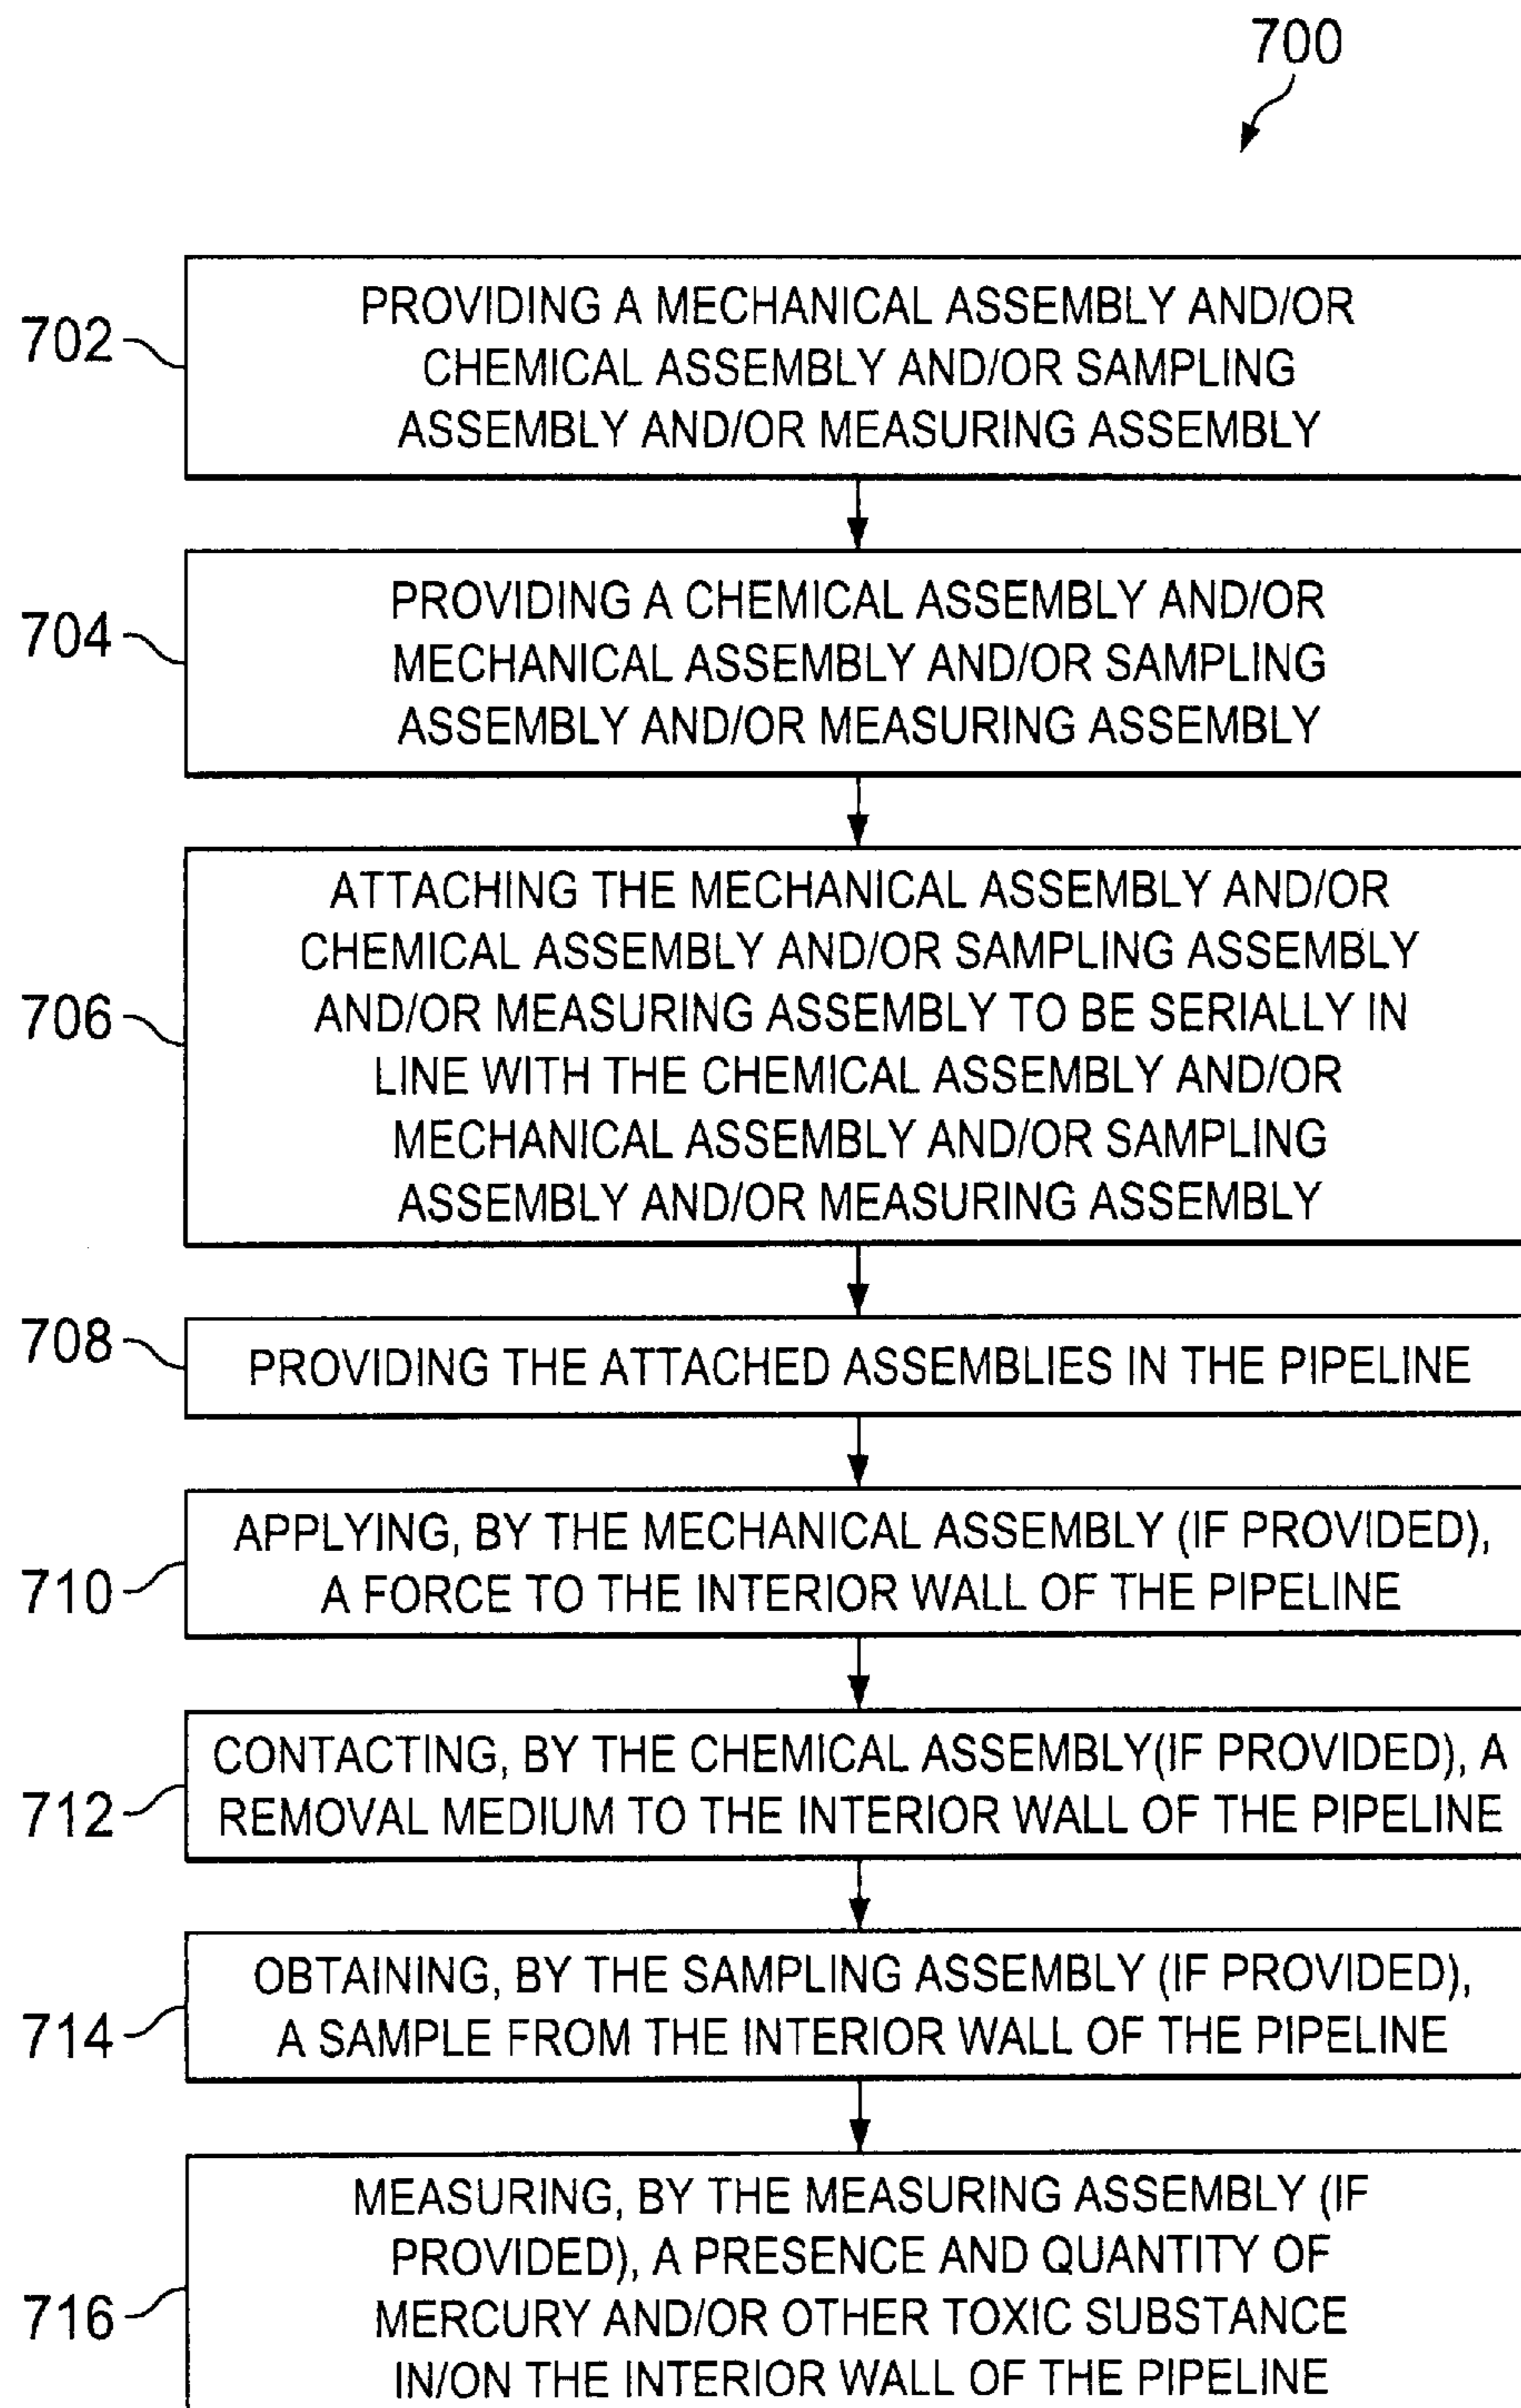 700
702
PROVIDING A MECHANICAL ASSEMBLY AND/OR
CHEMICAL ASSEMBLY AND/OR SAMPLING
ASSEMBLY AND/OR MEASURING ASSEMBLY
704
PROVIDING A CHEMICAL ASSEMBLY AND/OR
MECHANICAL ASSEMBLY AND/OR SAMPLING
ASSEMBLY AND/OR MEASURING ASSEMBLY
706
ATTACHING THE MECHANICAL ASSEMBLY AND/OR
CHEMICAL ASSEMBLY AND/OR SAMPLING ASSEMBLY
AND/OR MEASURING ASSEMBLY TO BE SERIALLY IN
LINE WITH THE CHEMICAL ASSEMBLY AND/OR
MECHANICAL ASSEMBLY AND/OR SAMPLING
ASSEMBLY AND/OR MEASURING ASSEMBLY
708
PROVIDING THE ATTACHED ASSEMBLIES IN THE PIPELINE
710
APPLYING, BY THE MECHANICAL ASSEMBLY (IF PROVIDED),
A FORCE TO THE INTERIOR WALL OF THE PIPELINE
712
CONTACTING, BY THE CHEMICAL ASSEMBLY(IF PROVIDED), A
REMOVAL MEDIUM TO THE INTERIOR WALL OF THE PIPELINE
714
OBTAINING, BY THE SAMPLING ASSEMBLY (IF PROVIDED),
A SAMPLE FROM THE INTERIOR WALL OF THE PIPELINE
716
MEASURING, BY THE MEASURING ASSEMBLY (IF
PROVIDED), A PRESENCE AND QUANTITY OF
MERCURY AND/OR OTHER TOXIC SUBSTANCE
IN/ON THE INTERIOR WALL OF THE PIPELINE